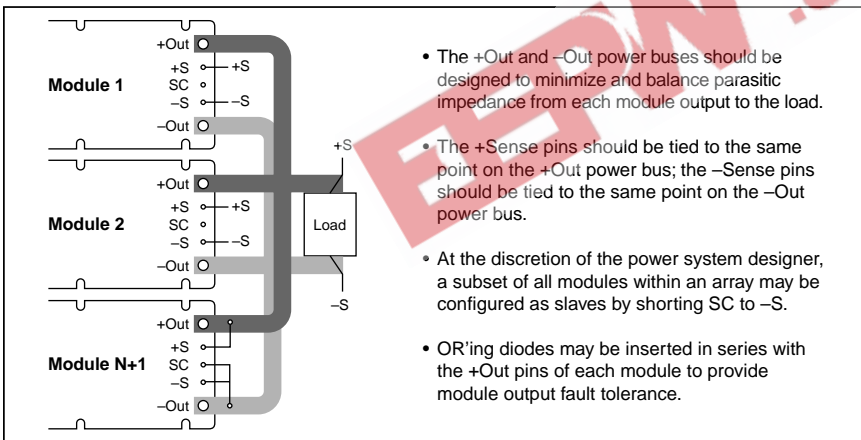 +Out
+S
+S
Module 1
SC
–S
–S
–Out
+S
+Out
+S
+S
Module 2
SC
Load
–S
–S
–Out
–S
+Out
+S
Module N+1
SC
–S
–Out
• The +Out and –Out power buses should be
designed to minimize and balance parasitic
impedance from each module output to the load.
• The +Sense pins should be tied to the same
point on the +Out power bus; the –Sense pins
should be tied to the same point on the –Out
power bus.
• At the discretion of the power system designer,
a subset of all modules within an array may be
configured as slaves by shorting SC to –S.
• OR'ing diodes may be inserted in series with
the +Out pins of each module to provide
module output fault tolerance.
EEPW